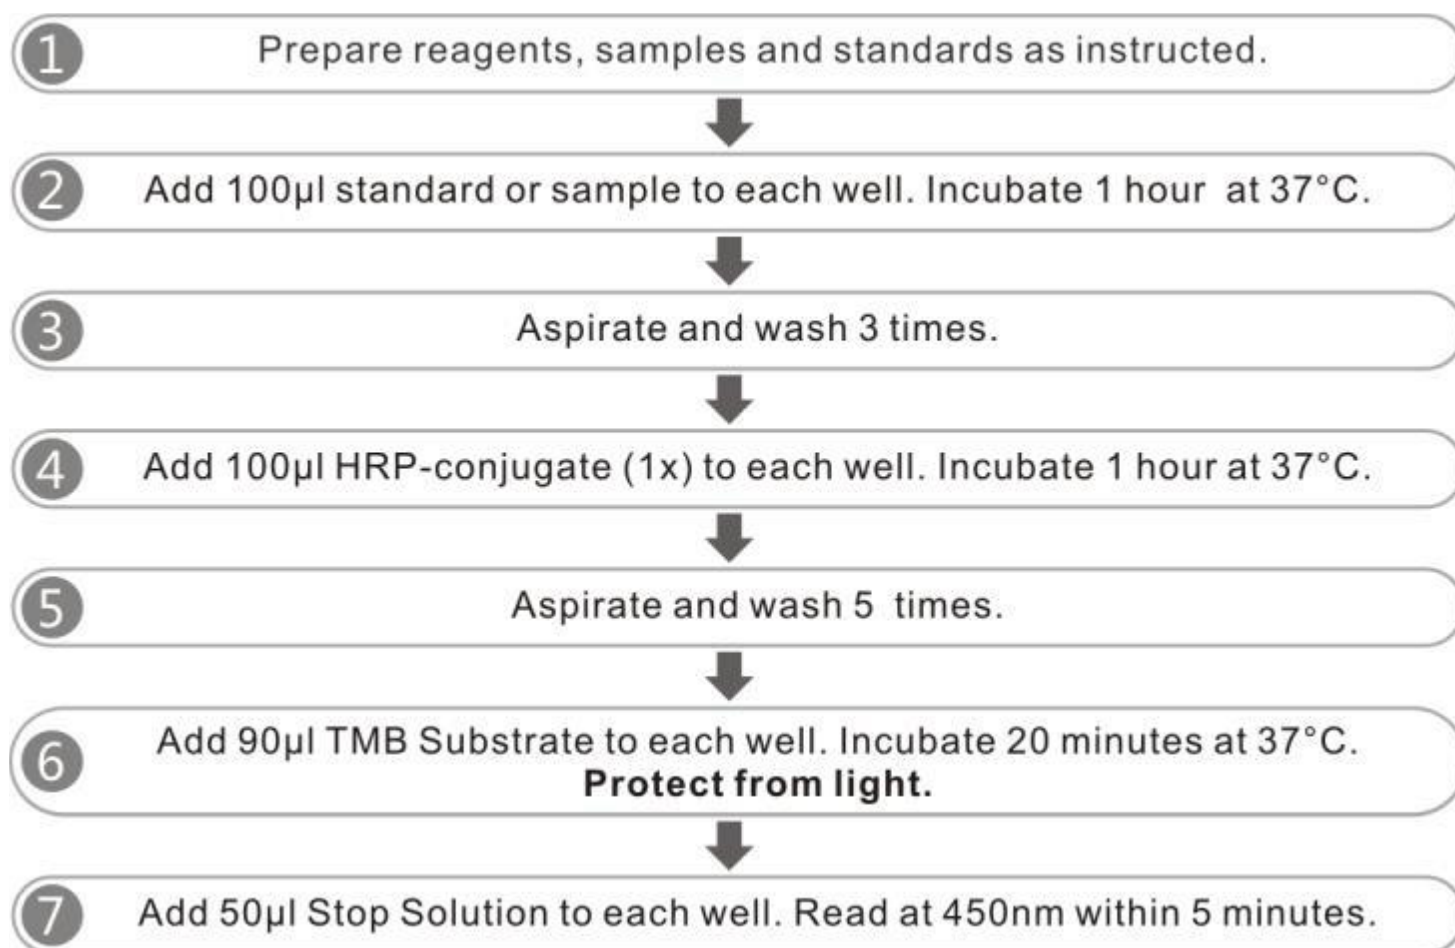 1 Prepare reagents, samples and standards as instructed.
2 Add 100µl standard or sample to each well. Incubate 1 hour at 37°C.
3 Aspirate and wash 3 times.
4 Add 100µl HRP-conjugate (1x) to each well. Incubate 1 hour at 37°C.
5 Aspirate and wash 5 times.
6 Add 90µl TMB Substrate to each well. Incubate 20 minutes at 37°C.
Protect from light.
7 Add 50µl Stop Solution to each well. Read at 450nm within 5 minutes.